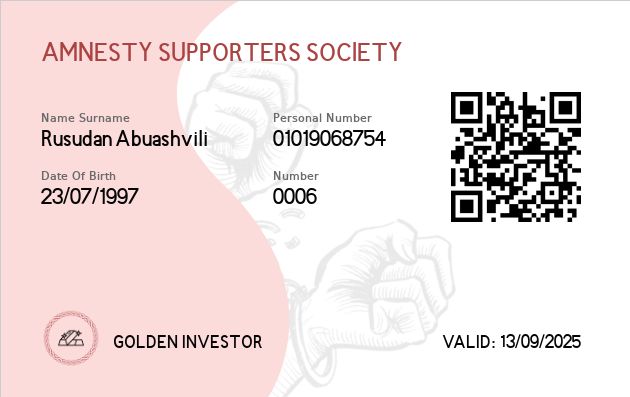 AMNESTY SUPPORTERS SOCIETY
Name Surname
Rusudan Abuashvili
Personal Number
01019068754
Date Of Birth
23/07/1997
Number
0006
GOLDEN INVESTOR
VALID: 13/09/2025